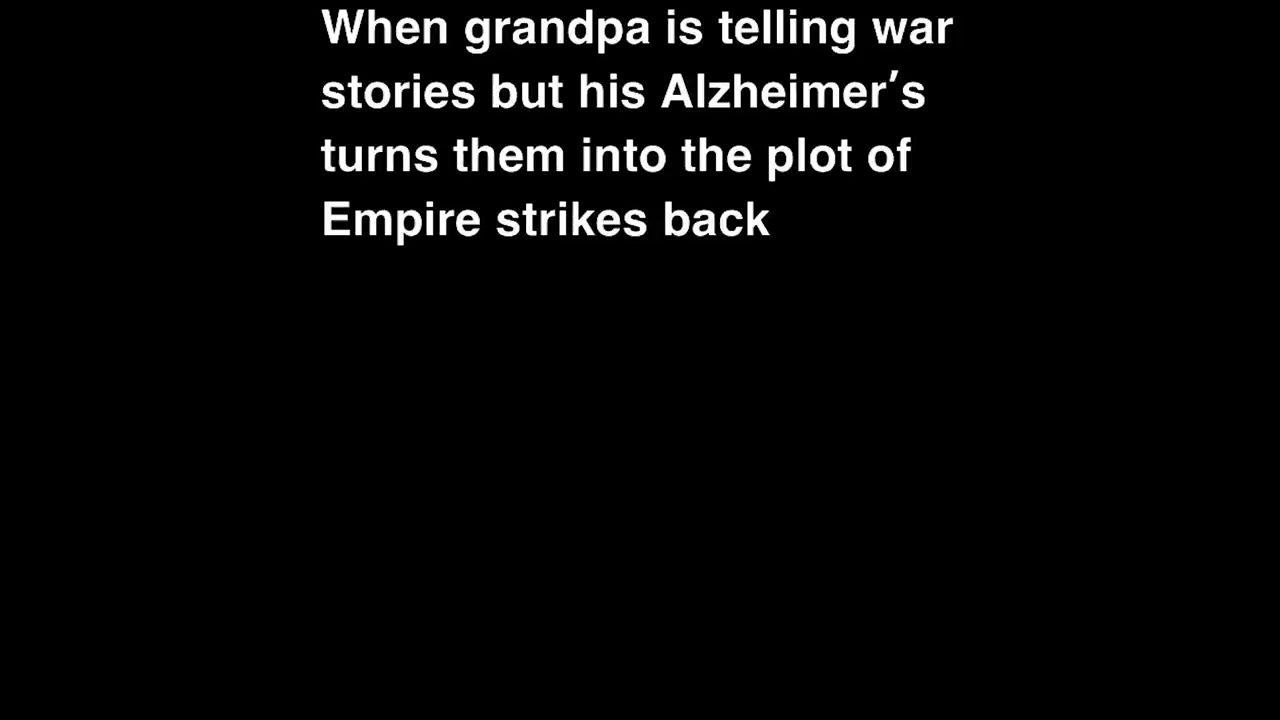 When grandpa is telling war
stories but his Alzheimer’s
turns them into the plot of
Empire strikes back